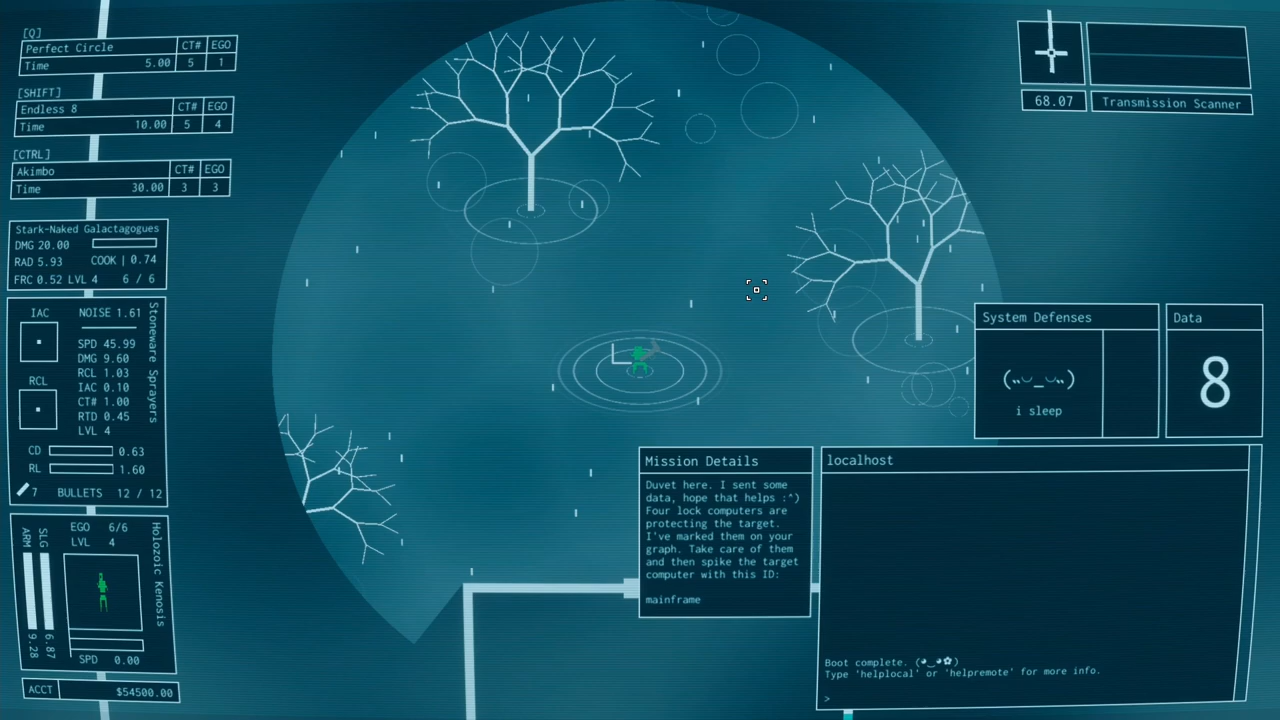 [Q]
Perfect Circle CT# EGO
Time 5.00 5 1
[SHIFT]
Endless 8 CT# EGO
Time 10.00 5 4
[CTRL]
Akimbo CT# EGO
Time 30.00 3 3
Stark-Naked Galactagogues
DMG 20.00
RAD 5.93 COOK | 0.74
FRC 0.52 LVL 4 6 / 6
IAC NOISE 1.61
Stoneware Sprayers
SPD 45.99
DMG 9.60
RCL 1.03
RCL
IAC 0.10
CT# 1.00
RTD 0.45
LVL 4
CD 0.63
RL 1.60
7 BULLETS 12 / 12
ARM SLG
EGO 6/6
LVL 4
Holozoic Kenosis
9.28 6.87
SPD 0.00
ACCT $54500.00
68.07 Transmission Scanner
System Defenses
(„◡_◡„)
i sleep
Data
8
Mission Details
Duvet here. I sent some
data, hope that helps :^)
Four lock computers are
protecting the target.
I've marked them on your
graph. Take care of them
and then spike the target
computer with this ID:
mainframe
localhost
Boot complete. (◕‿◕✿)
Type 'helplocal' or 'helpremote' for more info.
>